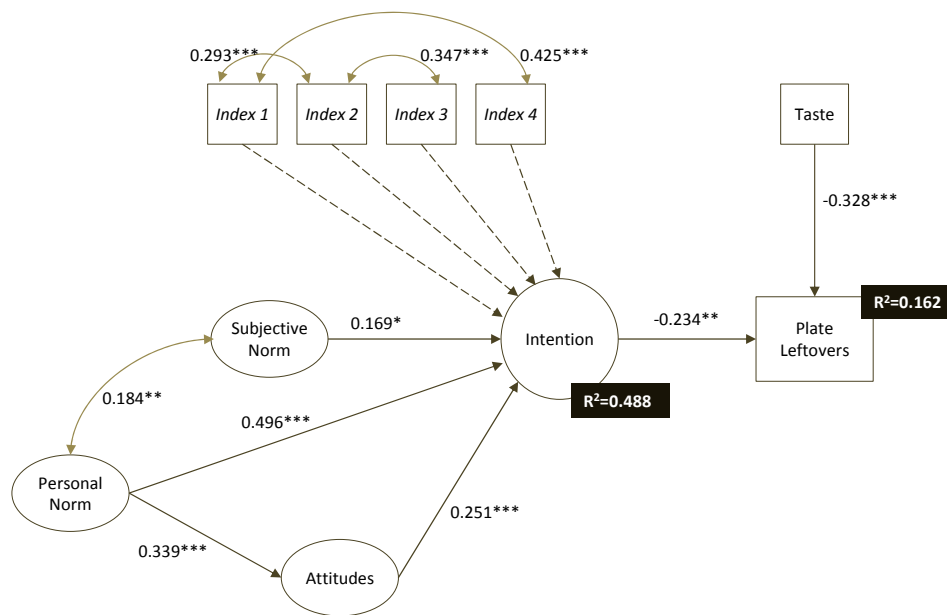 0.293***
0.347***
0.425***
Index 1
Index 2
Index 3
Index 4
Taste
-0.328***
R²=0.162
Subjective
Norm
0.169*
Intention
-0.234**
Plate
Leftovers
0.184**
R²=0.488
0.496***
Personal
Norm
0.251***
0.339***
Attitudes